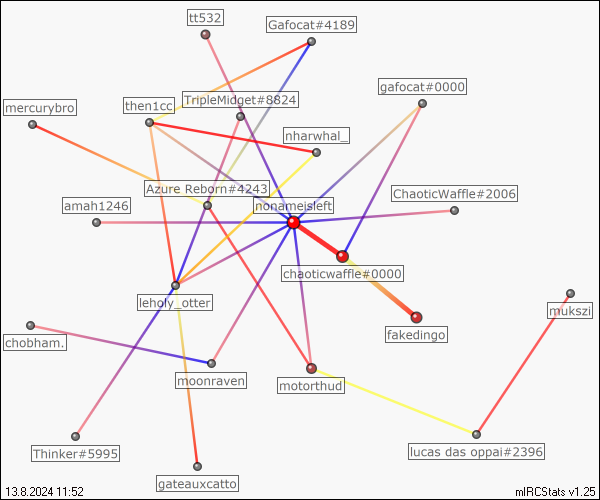 tt532
Gafocat#4189
gafocat#0000
TripleMidget#8824
then1cc
mercurybro
nharwhal_
Azure Reborn#4243
ChaoticWaffle#2006
amah1246
nonameisleft
chaoticwaffle#0000
leholy_otter
mukszi
fakedingo
chobham.
moonraven
motorthud
Thinker#5995
lucas das oppai#2396
gateauxcatto
13.8.2024 11:52
mIRCStats v1.25